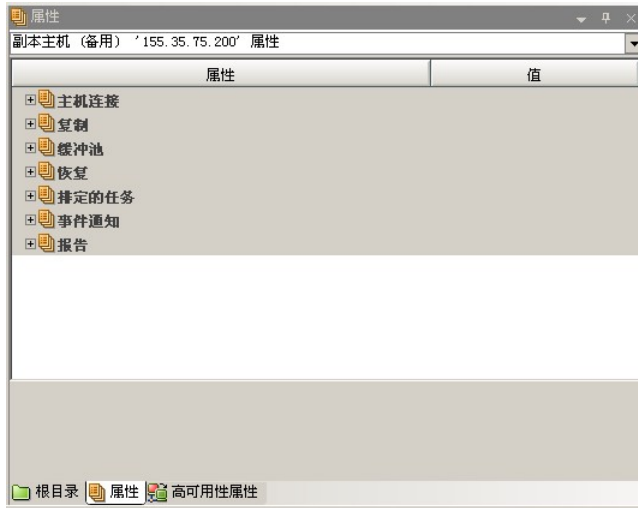 属性
副本主机（备用）'155.35.75.200' 属性
属性 值
主机连接
复制
缓冲池
恢复
排定的任务
事件通知
报告
根目录 属性 高可用性属性